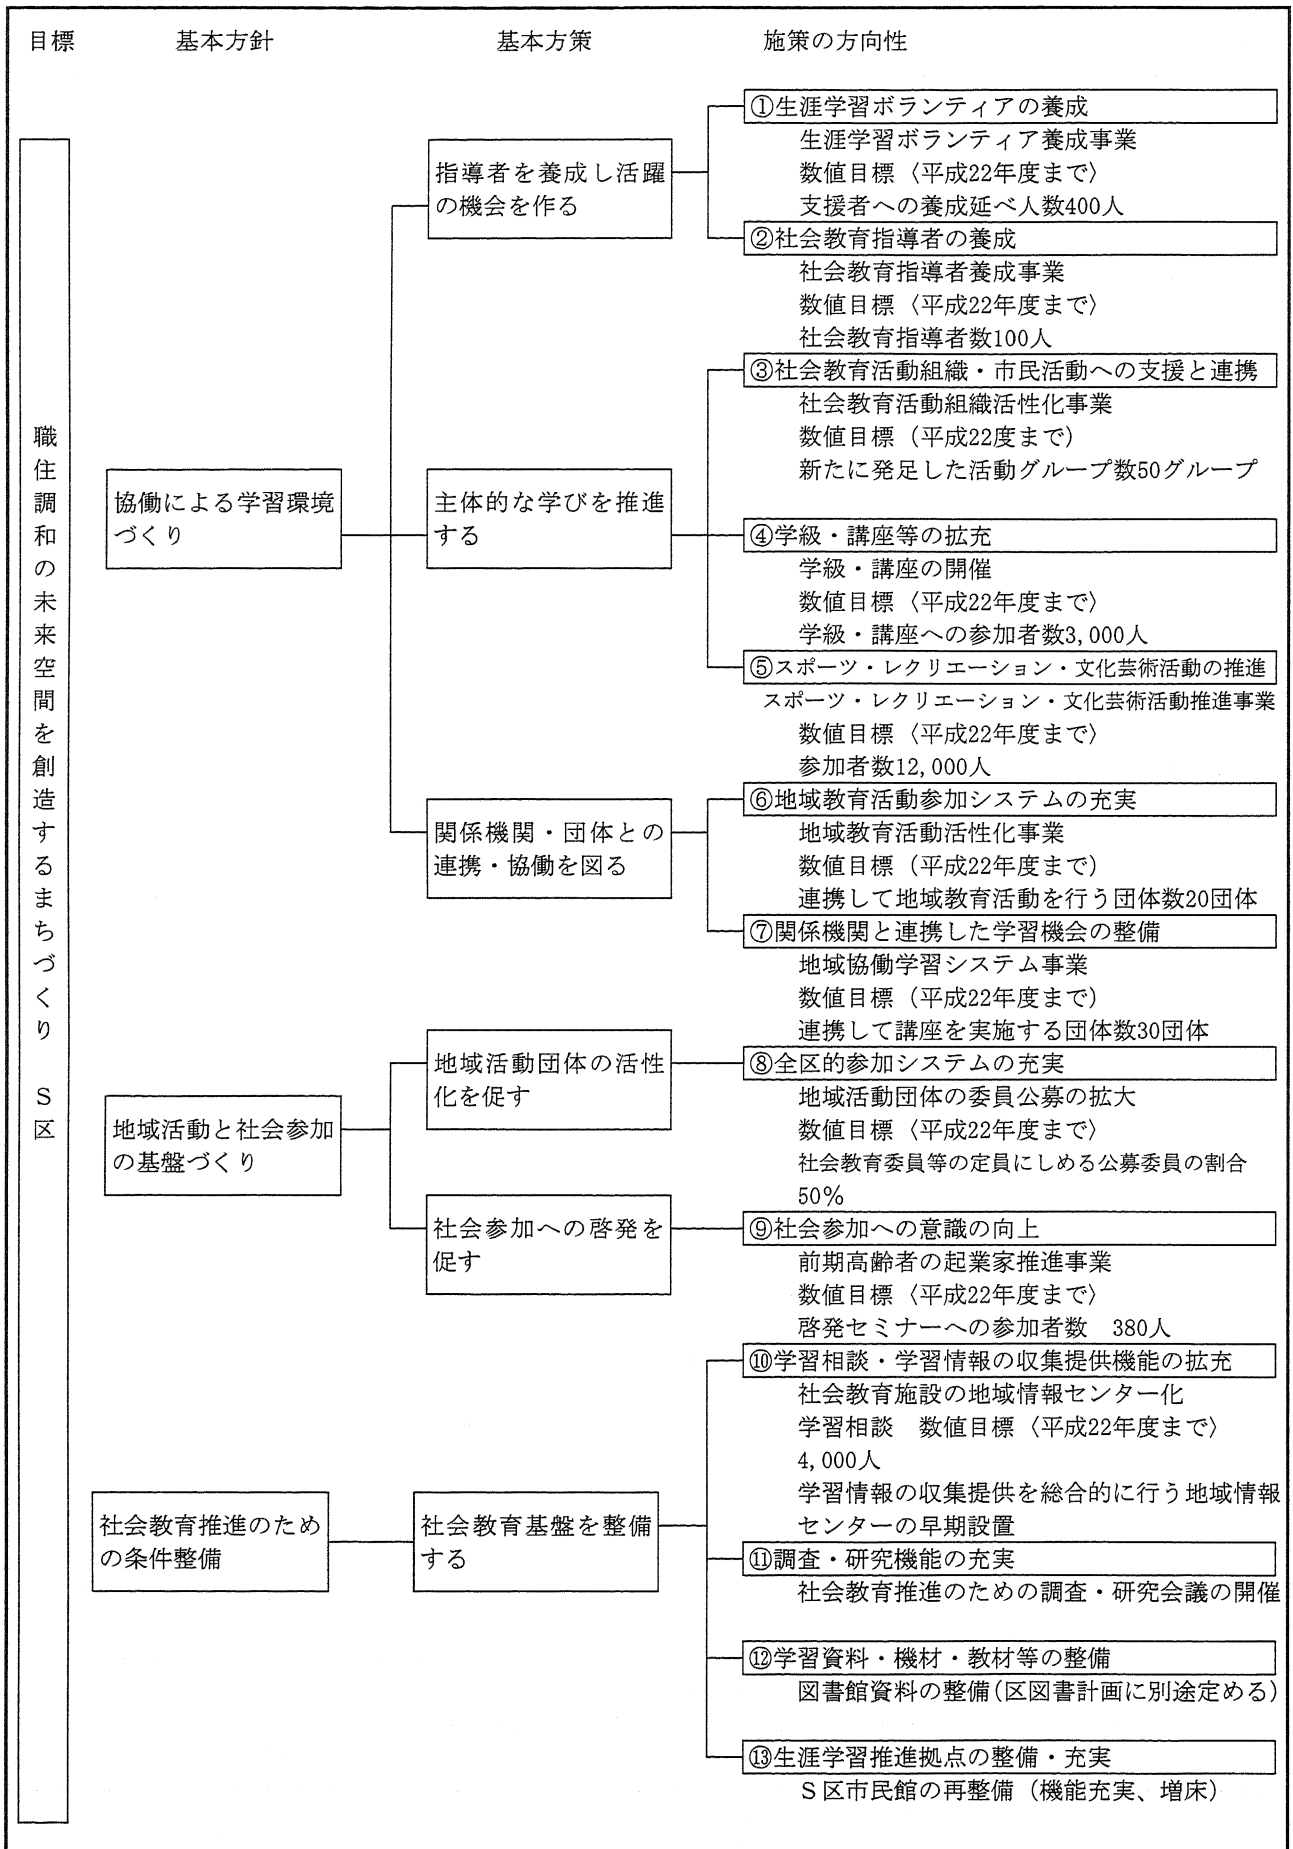 目標 基本方針 基本方策 施策の方向性
職住調和の未来空間を創造するまちづくり S区
協働による学習環境
づくり
指導者を養成し活躍
の機会を作る
①生涯学習ボランティアの養成
生涯学習ボランティア養成事業
数値目標〈平成22年度まで〉
支援者への養成延べ人数400人
②社会教育指導者の養成
社会教育指導者養成事業
数値目標〈平成22年度まで〉
社会教育指導者数100人
主体的な学びを推進
する
③社会教育活動組織・市民活動への支援と連携
社会教育活動組織活性化事業
数値目標(平成22度まで)
新たに発足した活動グループ数50グループ
④学級・講座等の拡充
学級・講座の開催
数値目標〈平成22年度まで〉
学級・講座への参加者数3,000人
⑤スポーツ・レクリエーション・文化芸術活動の推進
スポーツ・レクリエーション・文化芸術活動推進事業
数値目標〈平成22年度まで〉
参加者数12,000人
関係機関・団体との
連携・協働を図る
⑥地域教育活動参加システムの充実
地域教育活動活性化事業
数値目標(平成22年度まで)
連携して地域教育活動を行う団体数20団体
⑦関係機関と連携した学習機会の整備
地域協働学習システム事業
数値目標(平成22年度まで)
連携して講座を実施する団体数30団体
地域活動と社会参加
の基盤づくり
地域活動団体の活性
化を促す
⑧全区的参加システムの充実
地域活動団体の委員公募の拡大
数値目標〈平成22年度まで〉
社会教育委員等の定員にしめる公募委員の割合
50%
社会参加への啓発を
促す
⑨社会参加への意識の向上
前期高齢者の起業家推進事業
数値目標〈平成22年度まで〉
啓発セミナーへの参加者数 380人
社会教育推進のため
の条件整備
社会教育基盤を整備
する
⑩学習相談・学習情報の収集提供機能の拡充
社会教育施設の地域情報センター化
学習相談 数値目標〈平成22年度まで〉
4,000人
学習情報の収集提供を総合的に行う地域情報
センターの早期設置
⑪調査・研究機能の充実
社会教育推進のための調査・研究会議の開催
⑫学習資料・機材・教材等の整備
図書館資料の整備(区図書計画に別途定める)
⑬生涯学習推進拠点の整備・充実
S区市民館の再整備(機能充実、増床)